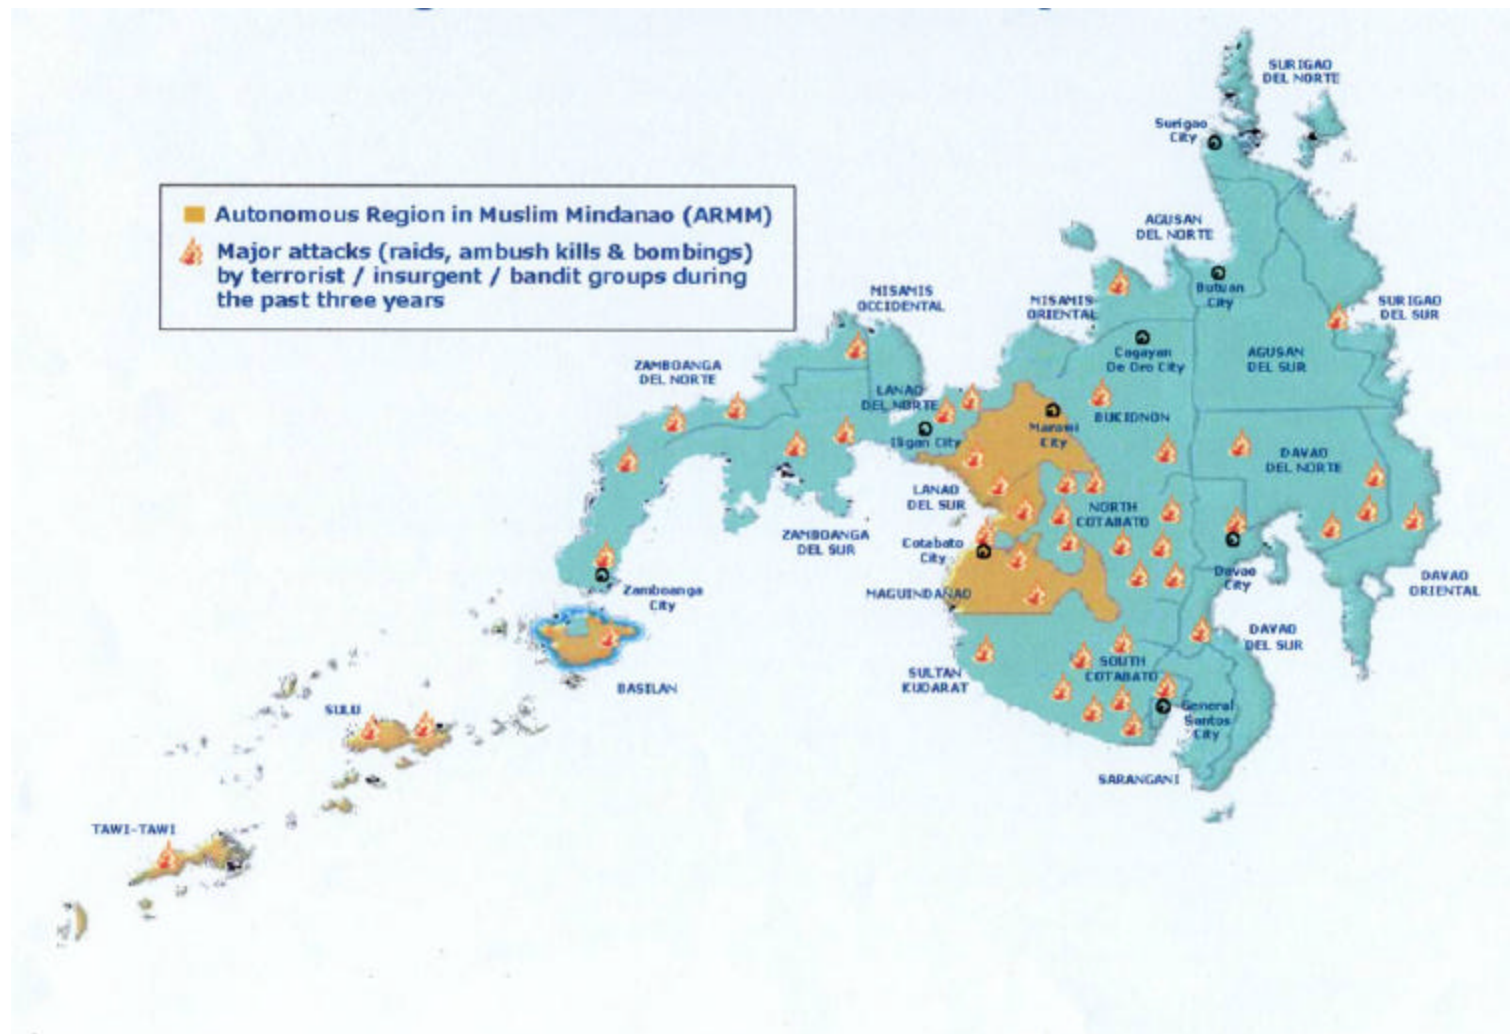 Autonomous Region in Muslim Mindanao (ARMM)
Major attacks (raids, ambush kills & bombings)
by terrorist / insurgent / bandit groups during
the past three years
SURIGAO
DEL NORTE
Surigao
City
AGUSAN
DEL NORTE
Butuan
City
MISAMIS
OCCIDENTAL
MISAMIS
ORIENTAL
SURIGAO
DEL SUR
Cagayan
De Oro City
AGUSAN
DEL SUR
ZAMBOANGA
DEL NORTE
LANAO
DEL NORTE
BUKIDNON
Iligan City
Marawi
City
DAVAO
DEL NORTE
LANAO
DEL SUR
NORTH
COTABATO
ZAMBOANGA
DEL SUR
Cotabato
City
Davao
City
DAVAO
ORIENTAL
Zamboanga
City
MAGUINDANAO
DAVAO
DEL SUR
BASILAN
SULTAN
KUDARAT
SOUTH
COTABATO
SULU
General
Santos
City
SARANGANI
TAWI-TAWI